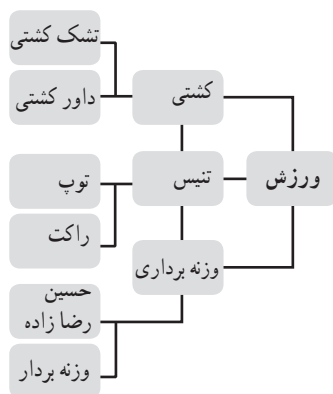 تشک کشتی
داور کشتی
کشتی
توپ
تنیس
ورزش
راکت
وزنه برداری
حسین
رضا زاده
وزنه بردار